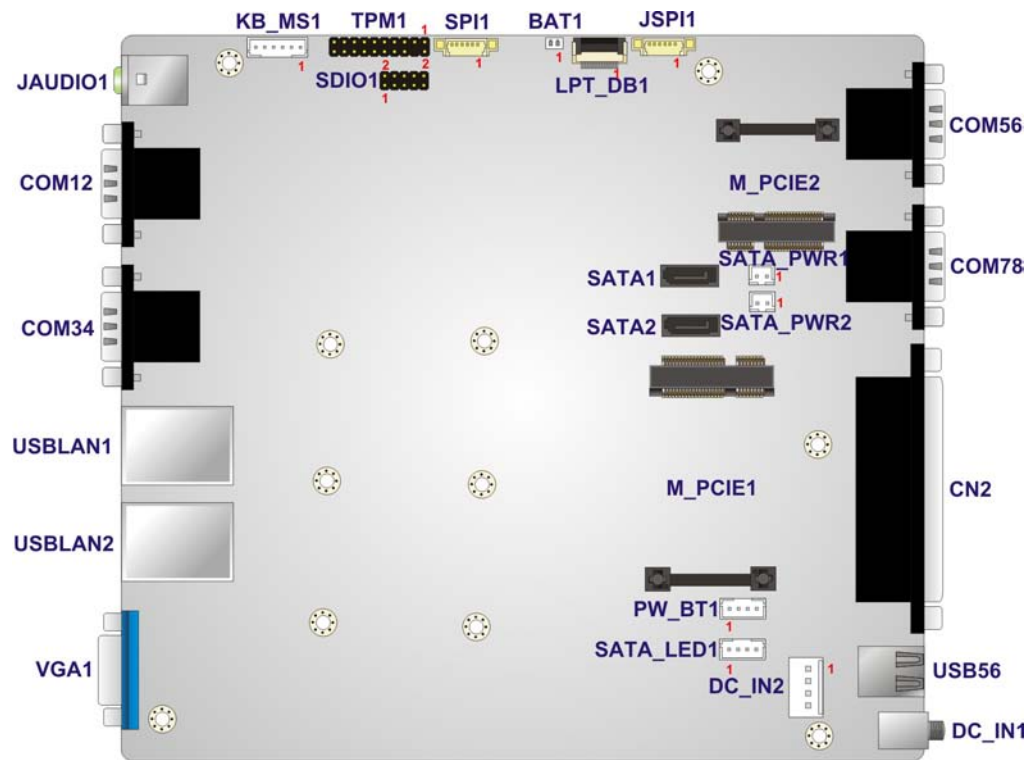 KB_MS1 TPM1 SPI1 BAT1 JSPI1
1
1 1 1 1
2 2
JAUDIO1 SDIO1 LPT_DB1
1
COM56
COM12 M_PCIE2
SATA_PWR1
SATA1 1 COM78
1
COM34 SATA2 SATA_PWR2
USBLAN1
M_PCIE1 CN2
USBLAN2
PW_BT1
1
SATA_LED1
VGA1 1 1 USB56
DC_IN2
DC_IN1